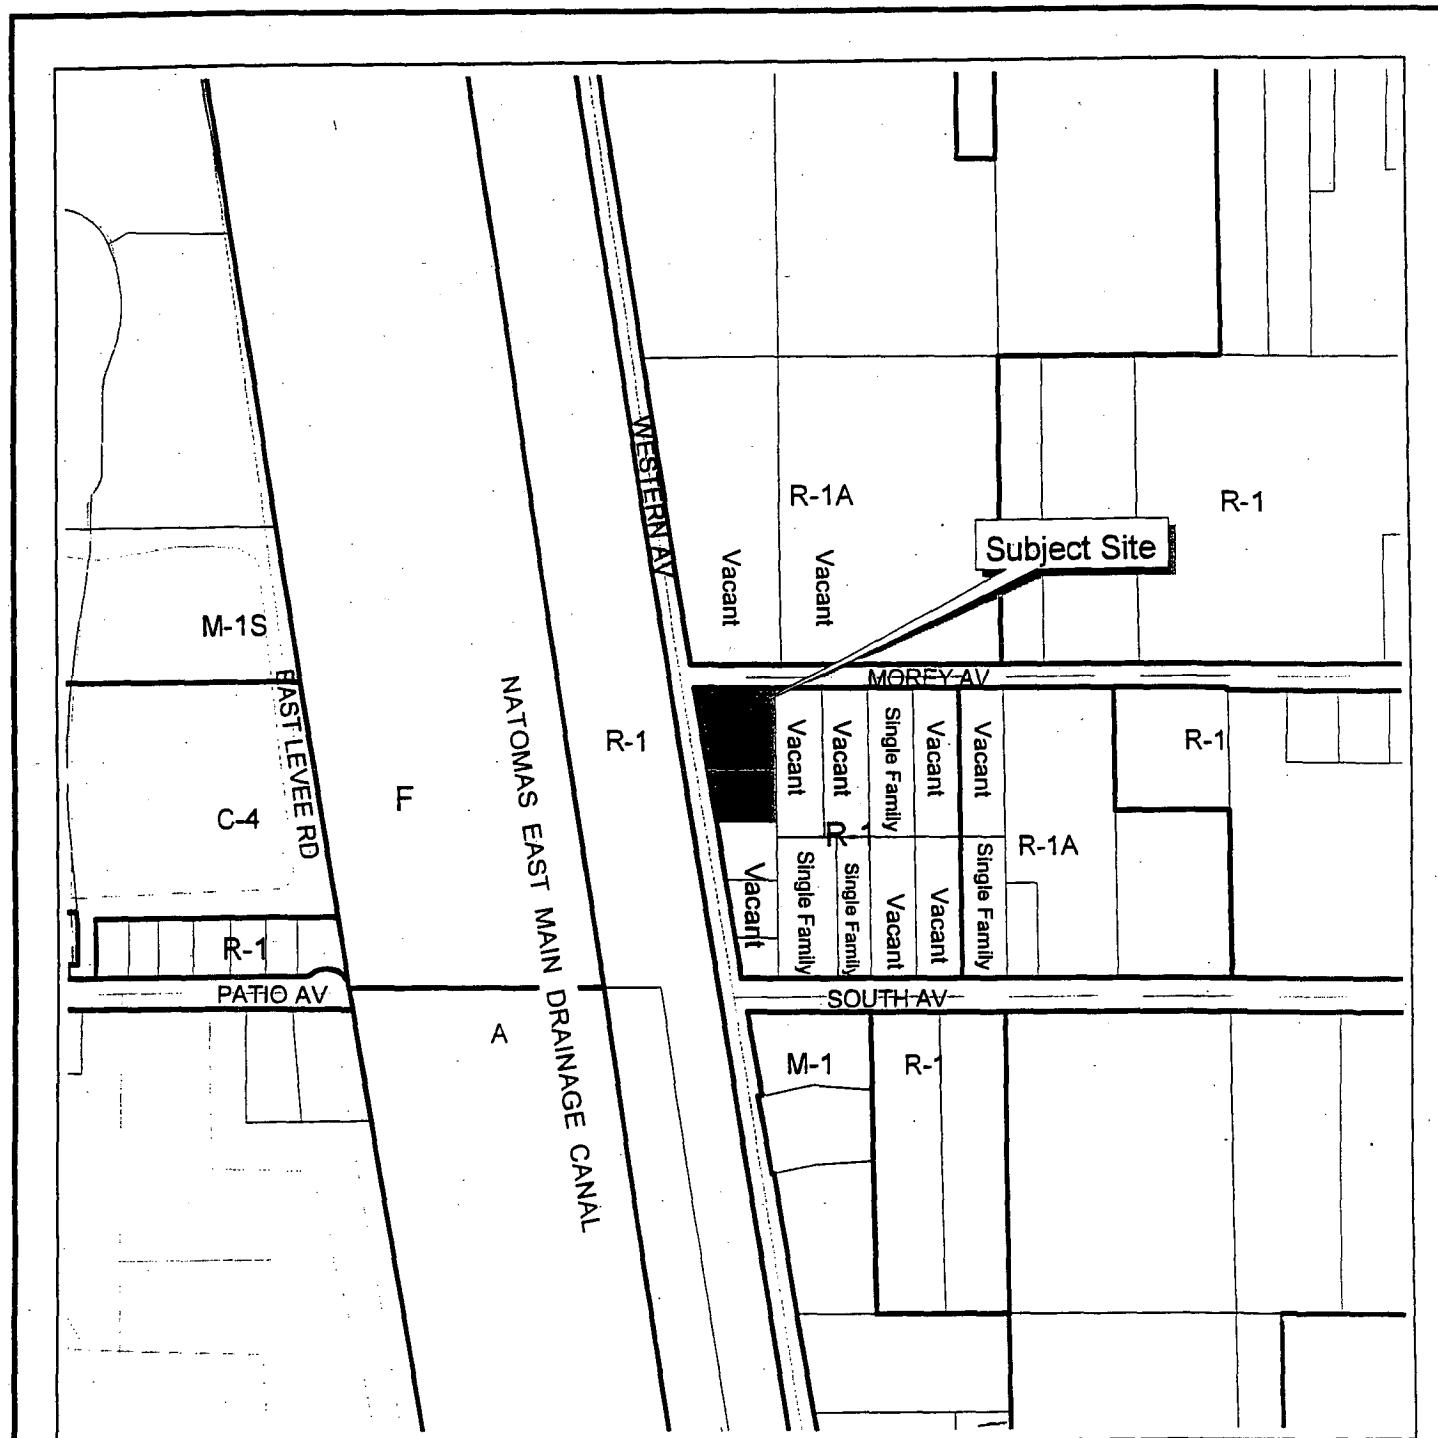 WESTERN AV
R-1A
R-1
Subject Site
Vacant
Vacant
M-1S
EAST LEVEE RD
MOREY AV
NATOMAS EAST MAIN DRAINAGE CANAL
R-1
Vacant
Vacant
Single Family
Vacant
Vacant
R-1
F
C-4
R-1
R-1A
Vacant
Single Family
Single Family
Vacant
Vacant
Single Family
R-1
PATIO AV
SOUTH AV
A
M-1
R-1